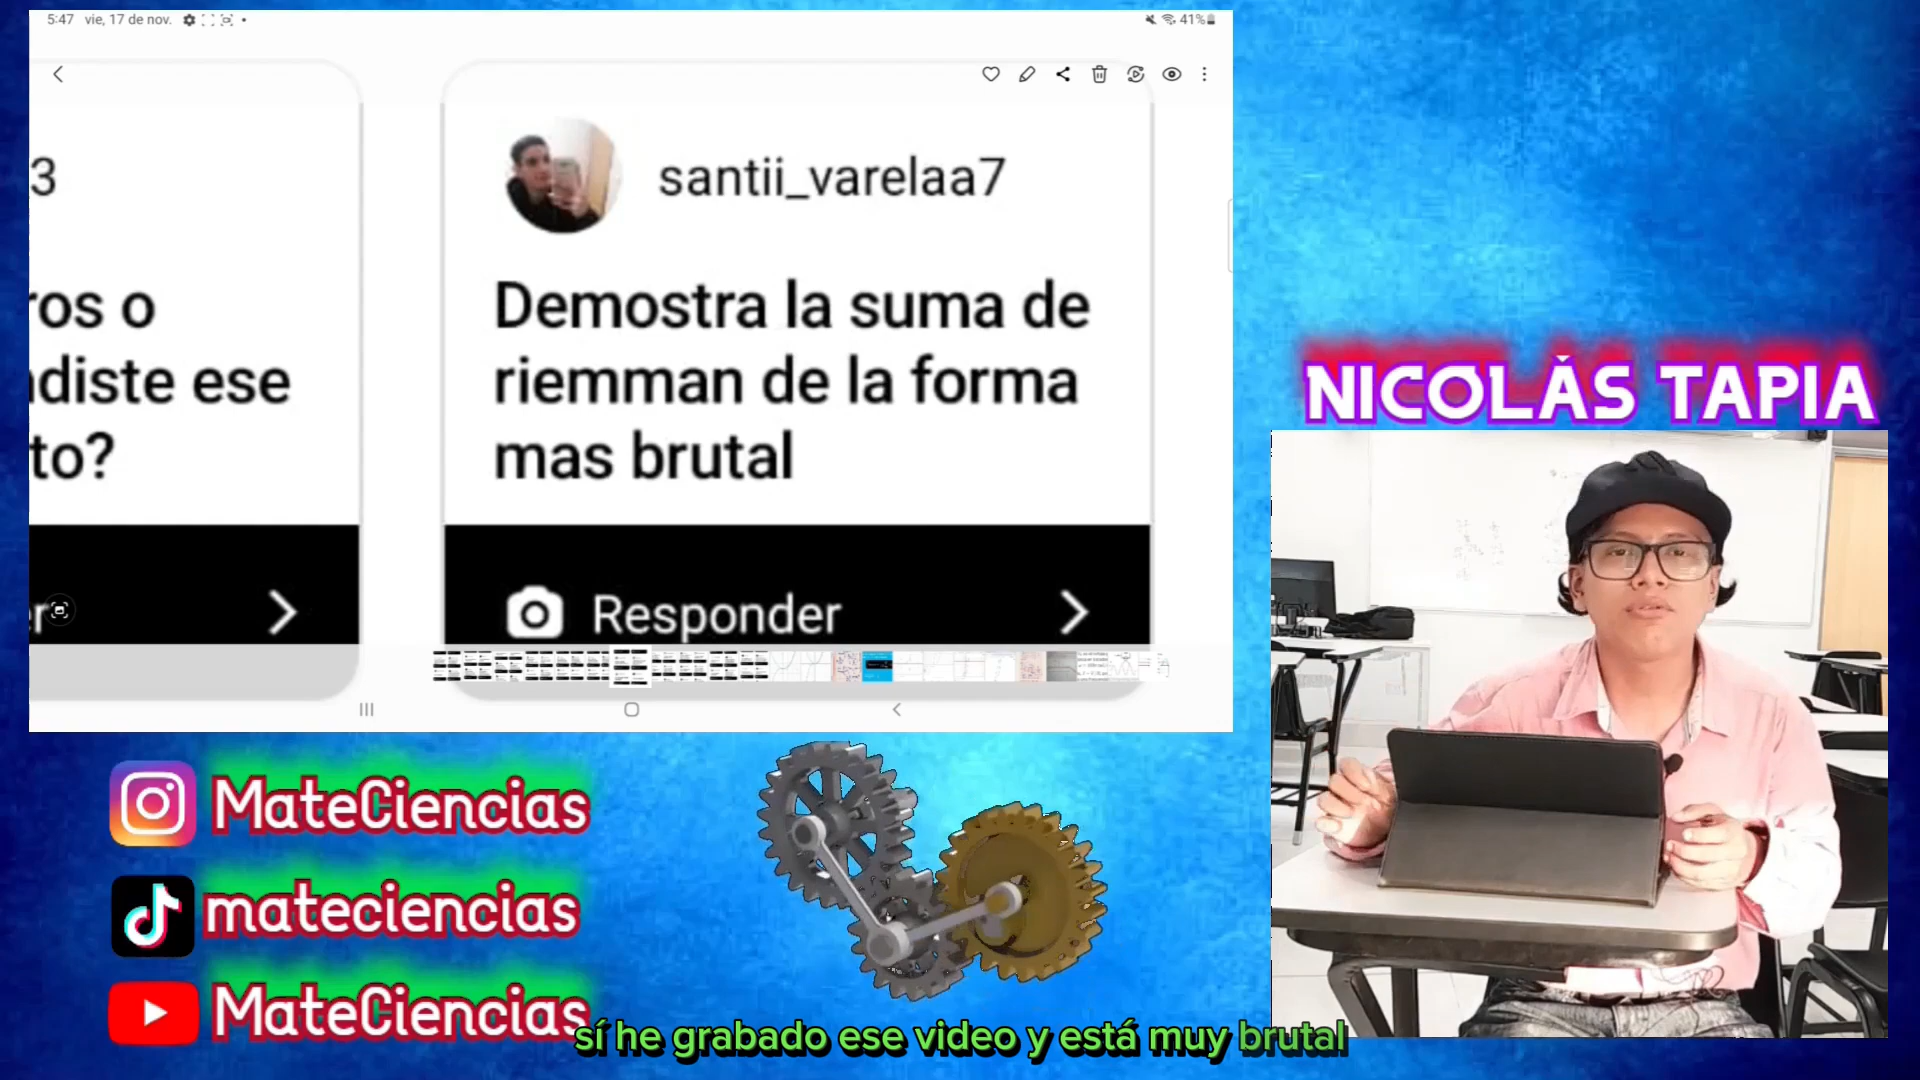 5:47 vie, 17 de nov.
41%
3
santii_varelaa7
ros o
diste ese
to?
Demostra la suma de
riemman de la forma
mas brutal
r
Responder
NICOLÁS TAPIA
MateCiencias
mateciencias
MateCiencias
sí he grabado ese video y está muy brutal